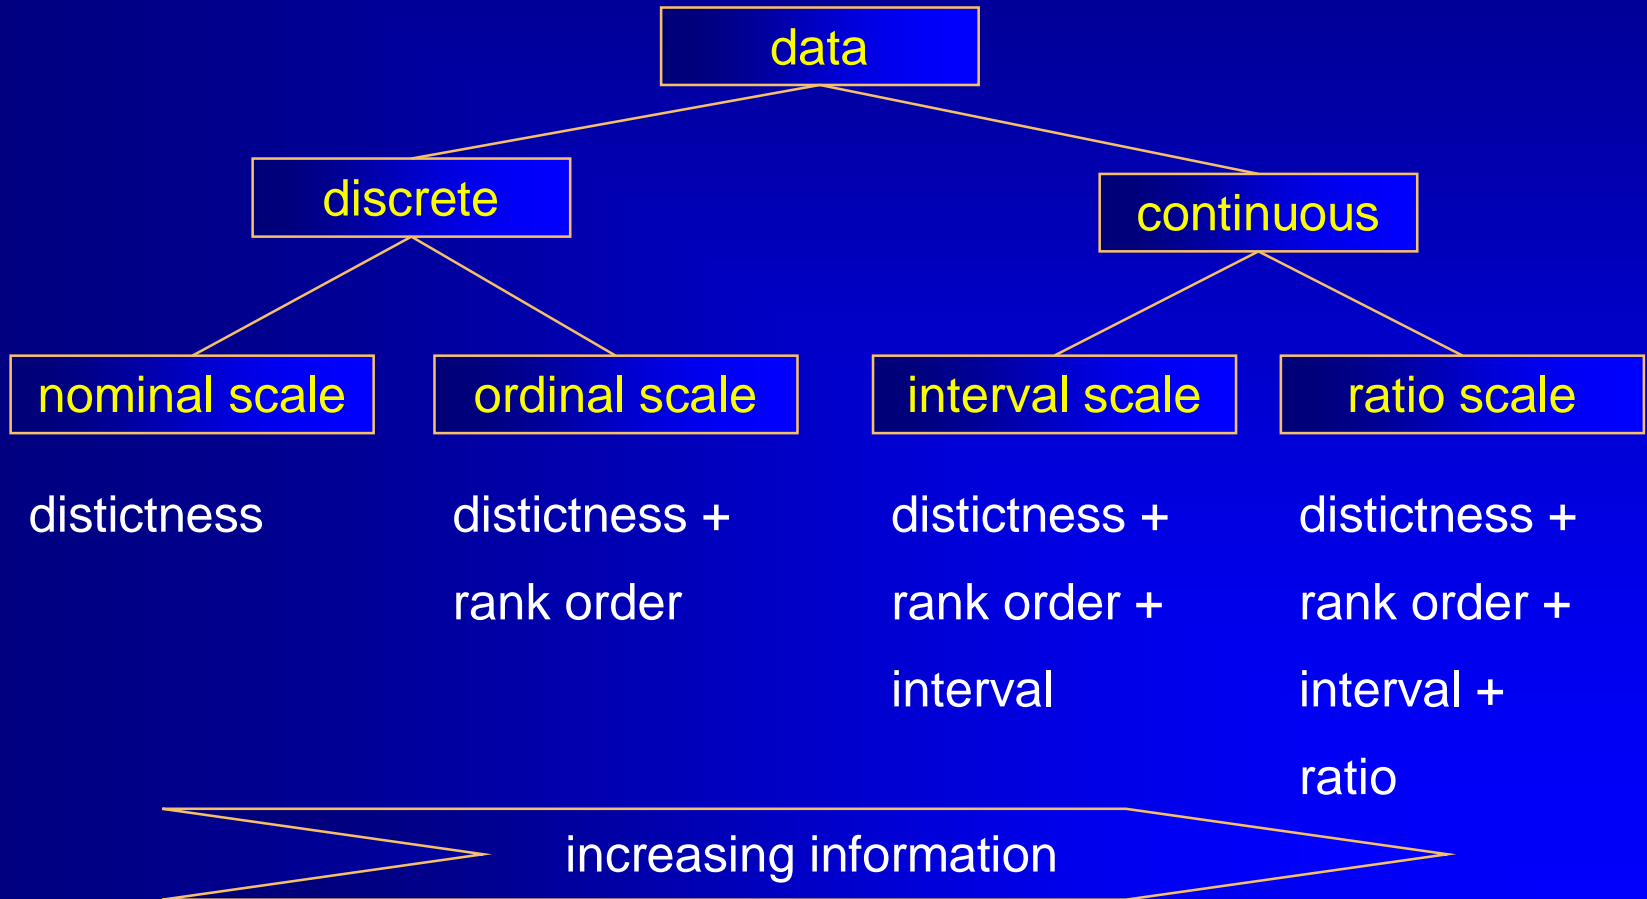 data
discrete
continuous
nominal scale
ordinal scale
interval scale
ratio scale
distictness
distictness +
rank order
distictness +
rank order +
interval
distictness +
rank order +
interval +
ratio
increasing information